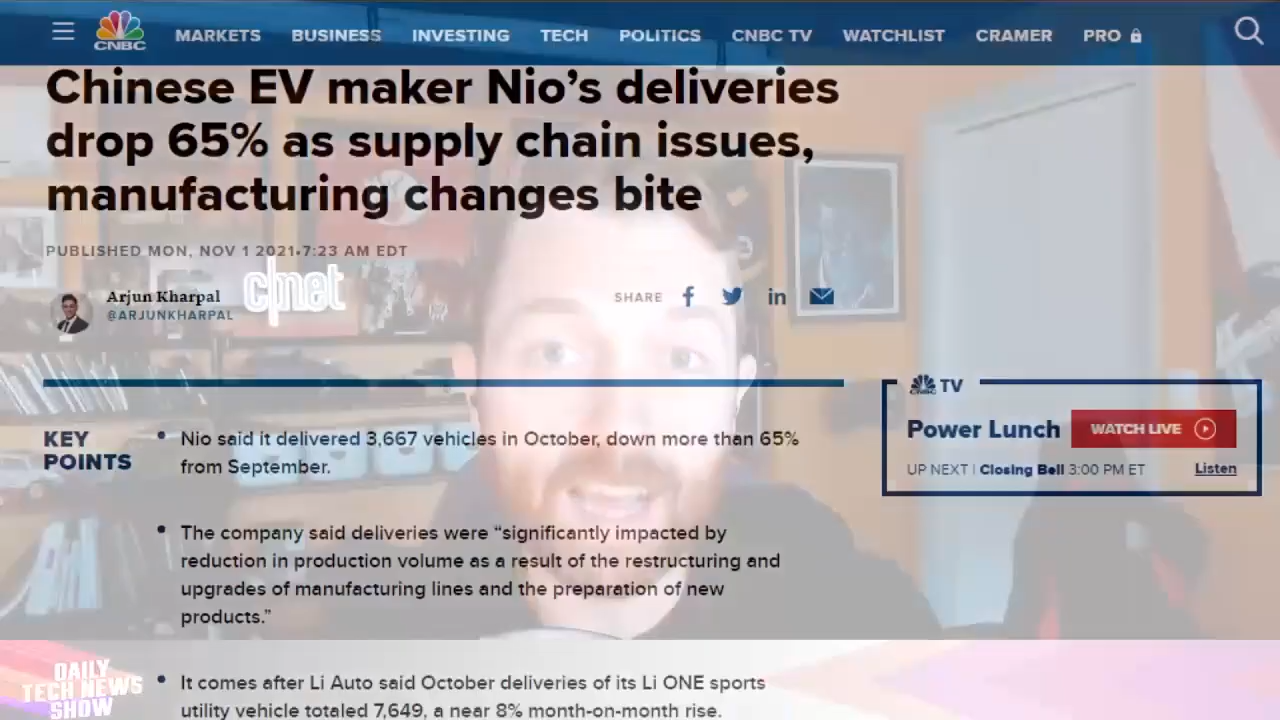 CNBC
MARKETS BUSINESS INVESTING TECH POLITICS CNBC TV WATCHLIST CRAMER PRO
Chinese EV maker Nio's deliveries
drop 65% as supply chain issues,
manufacturing changes bite
PUBLISHED MON, NOV 1 2021•7:23 AM EDT
Arjun Kharpal
@ARJUNKHARPAL
c|net
SHARE
CNBC TV
Power Lunch WATCH LIVE
UP NEXT | Closing Bell 3:00 PM ET Listen
KEY
POINTS
• Nio said it delivered 3,667 vehicles in October, down more than 65%
from September.
• The company said deliveries were “significantly impacted by
reduction in production volume as a result of the restructuring and
upgrades of manufacturing lines and the preparation of new
products.”
• It comes after Li Auto said October deliveries of its Li ONE sports
utility vehicle totaled 7,649, a near 8% month-on-month rise.
DAILY
TECH NEWS
SHOW